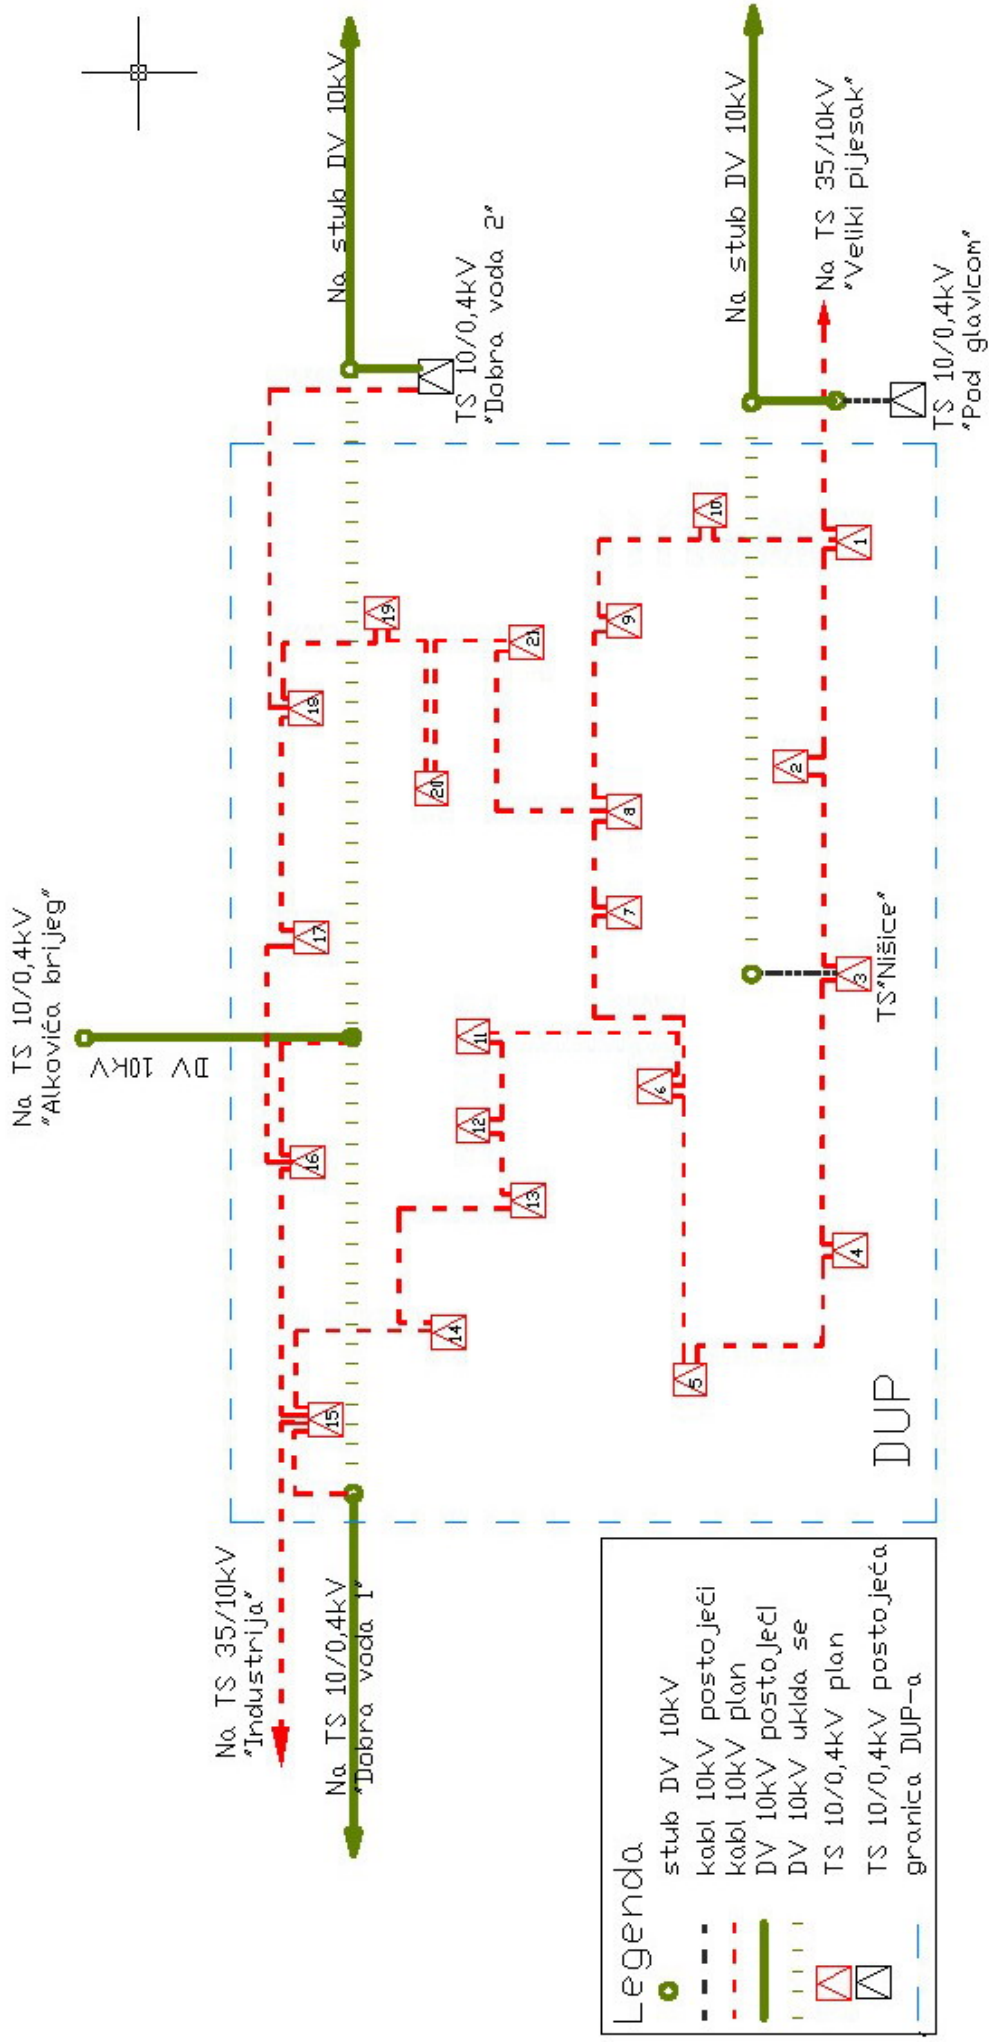 Na TS 35/10kV
"Industrija"
Na TS 10/0,4kV
"Dobra voda 1"
Na TS 10/0,4kV
"Alkovića brijeg"
DV 10kV
Na stub DV 10kV
TS 10/0,4kV
"Dobra voda 2"
15
16
17
18
19
14
13
12
11
20
21
5
6
7
8
9
10
4
3
2
1
TS"Nišice"
Na stub DV 10kV
Na TS 35/10kV
"Veliki pijesak"
TS 10/0,4kV
"Pod glavicom"
DUP
Legenda
stub DV 10kV
kabl 10kV postojeći
kabl 10kV plan
DV 10kV postojeći
DV 10kV uklda se
TS 10/0,4kV plan
TS 10/0,4kV postojeća
granica DUP-a